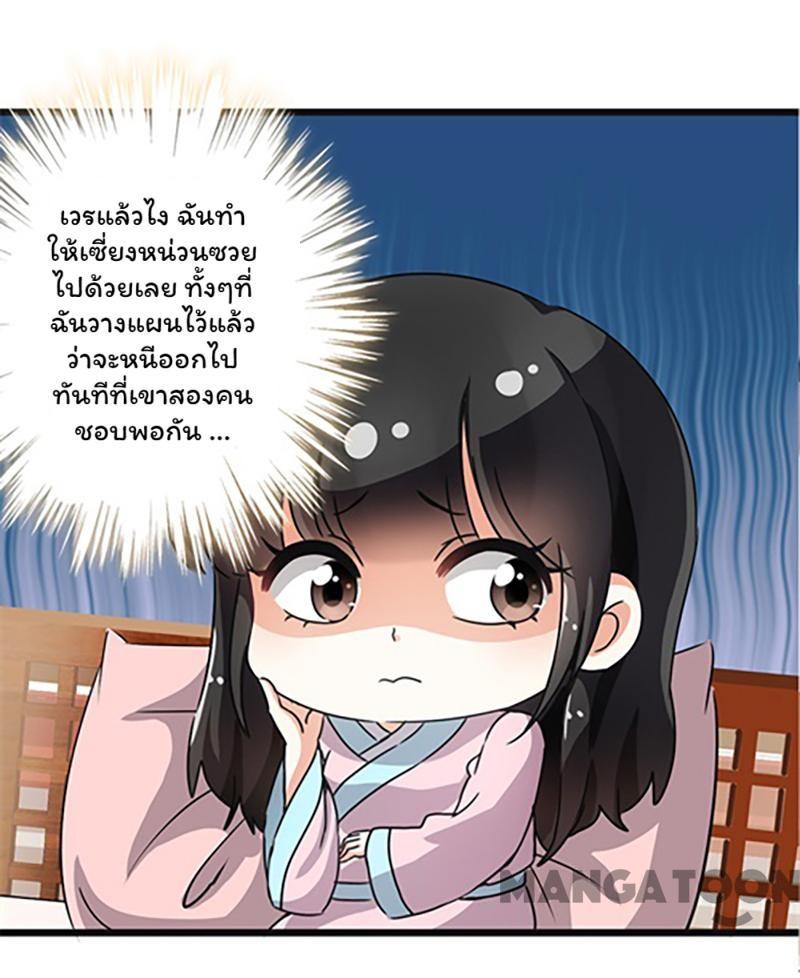 เวรแล้วไง ฉันทำ
ให้เซี่ยงหน่วนซวย
ไปด้วยเลย ทั้งๆที่
ฉันวางแผนไว้แล้ว
ว่าจะหนีออกไป
ทันทีที่เขาสองคน
ชอบพอกัน ...
MANGATOON